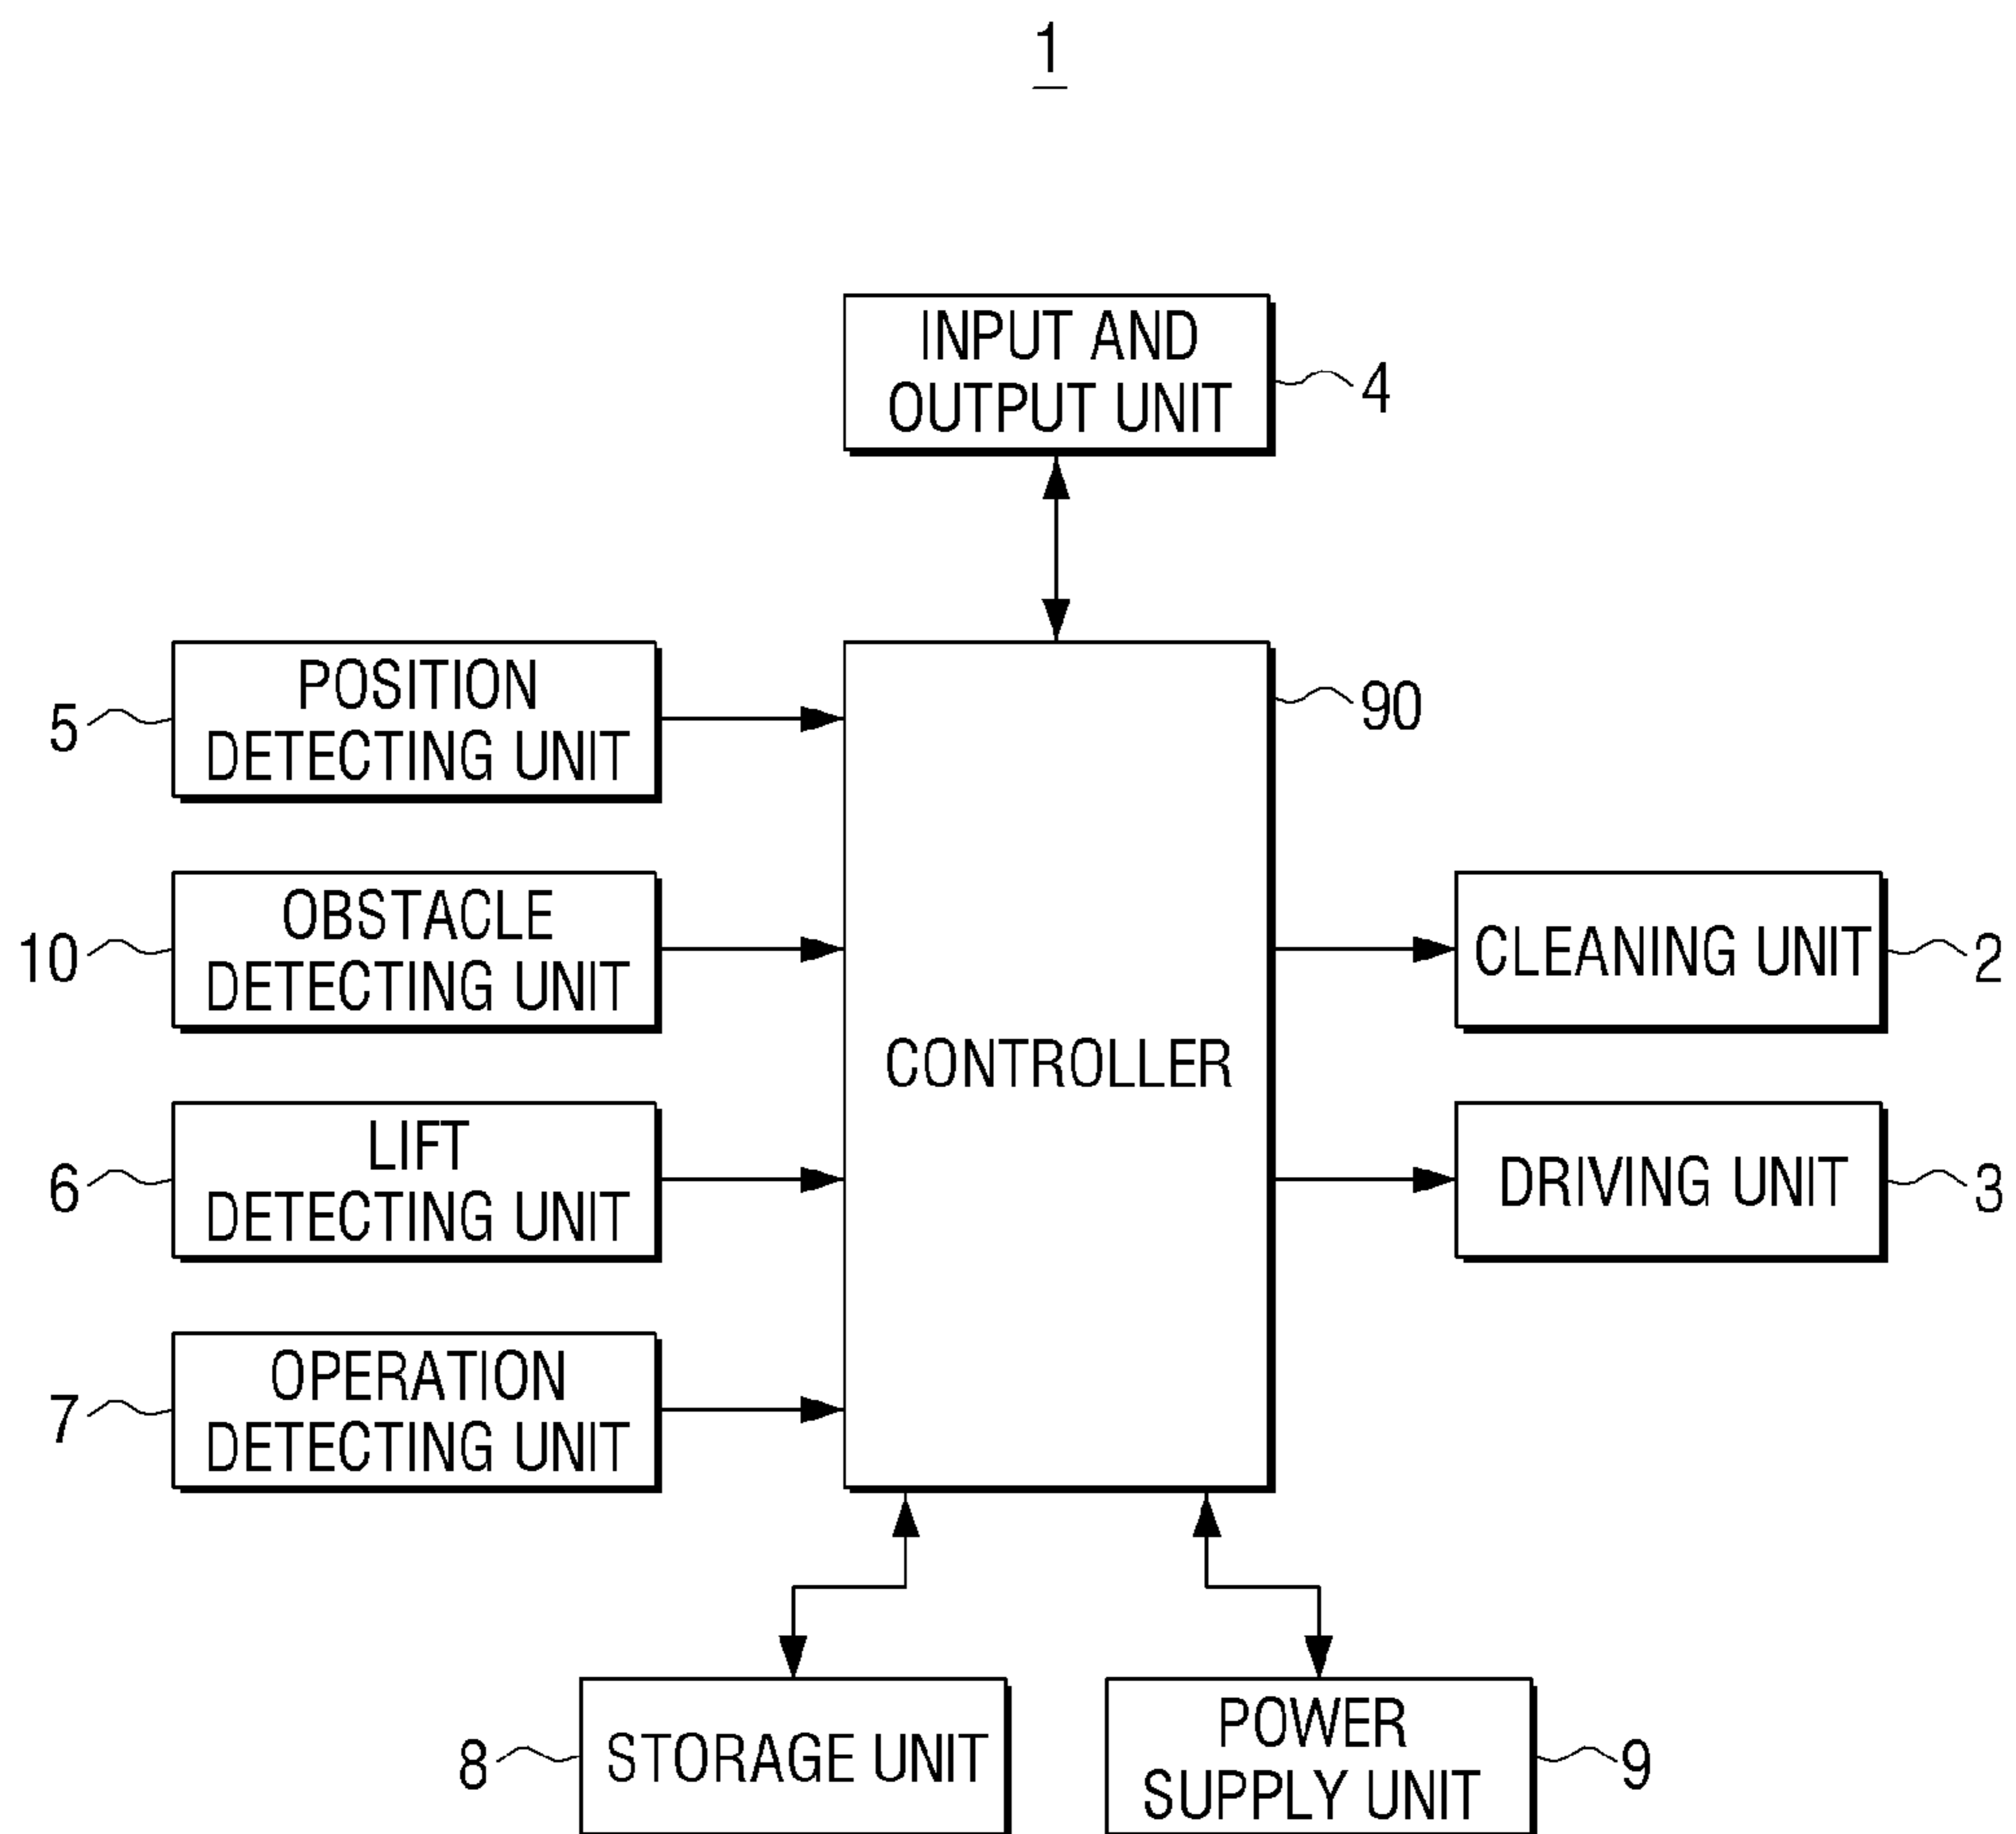 1
INPUT AND
OUTPUT UNIT
4
POSITION
DETECTING UNIT
5
90
OBSTACLE
DETECTING UNIT
10
CONTROLLER
CLEANING UNIT
2
LIFT
DETECTING UNIT
6
DRIVING UNIT
3
OPERATION
DETECTING UNIT
7
STORAGE UNIT
8
POWER
SUPPLY UNIT
9